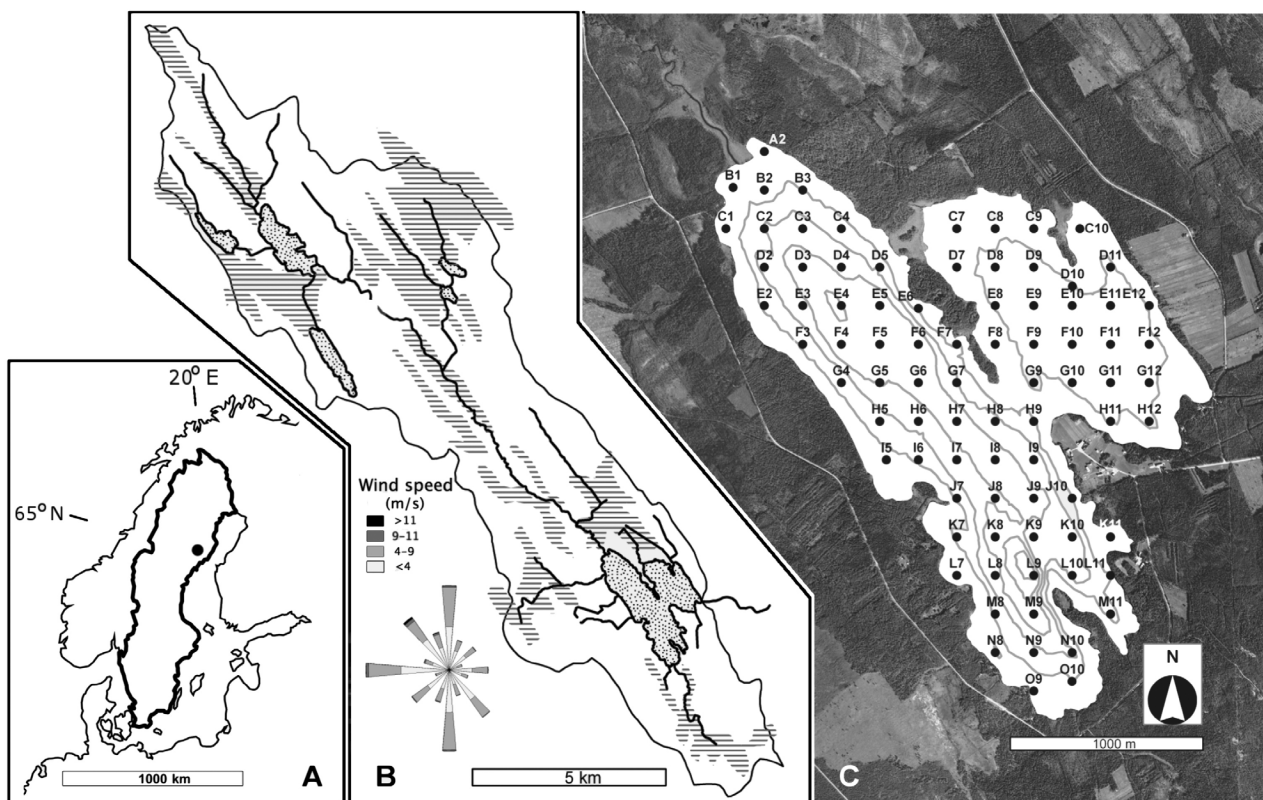 20° E
65° N
1000 km
A
Wind speed
(m/s)
>11
9–11
4–9
<4
B
5 km
A2
B1 B2 B3
C1 C2 C3 C4 C7 C8 C9 C10
D2 D3 D4 D5 D7 D8 D9 D10 D11
E2 E3 E4 E5 E6 E8 E9 E10 E11 E12
F3 F4 F5 F6 F7 F8 F9 F10 F11 F12
G4 G5 G6 G7 G9 G10 G11 G12
H5 H6 H7 H8 H9 H11 H12
I5 I6 I7 I8 I9
J7 J8 J9 J10
K7 K8 K9 K10 K11
L7 L8 L9 L10 L11
M8 M9 M11
N8 N9 N10
O9 O10
N
1000 m
C